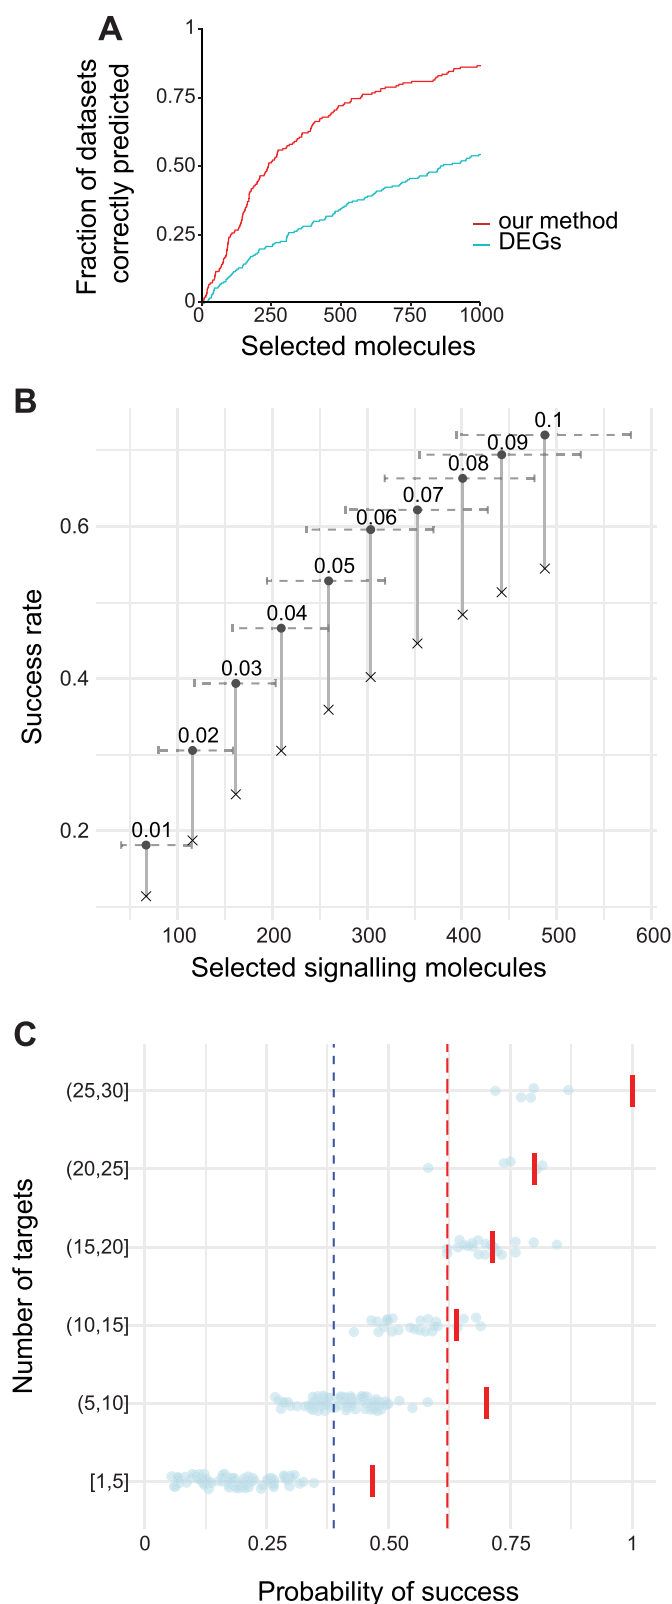 A
Fraction of datasets
correctly predicted
1
0.75
0.50
0.25
0
0 250 500 750 1000
Selected molecules
our method
DEGs
B
Success rate
0.6
0.4
0.2
0.1
0.09
0.08
0.07
0.06
0.05
0.04
0.03
0.02
0.01
100 200 300 400 500 600
Selected signalling molecules
C
Number of targets
(25,30]
(20,25]
(15,20]
(10,15]
(5,10]
[1,5]
0 0.25 0.50 0.75 1
Probability of success